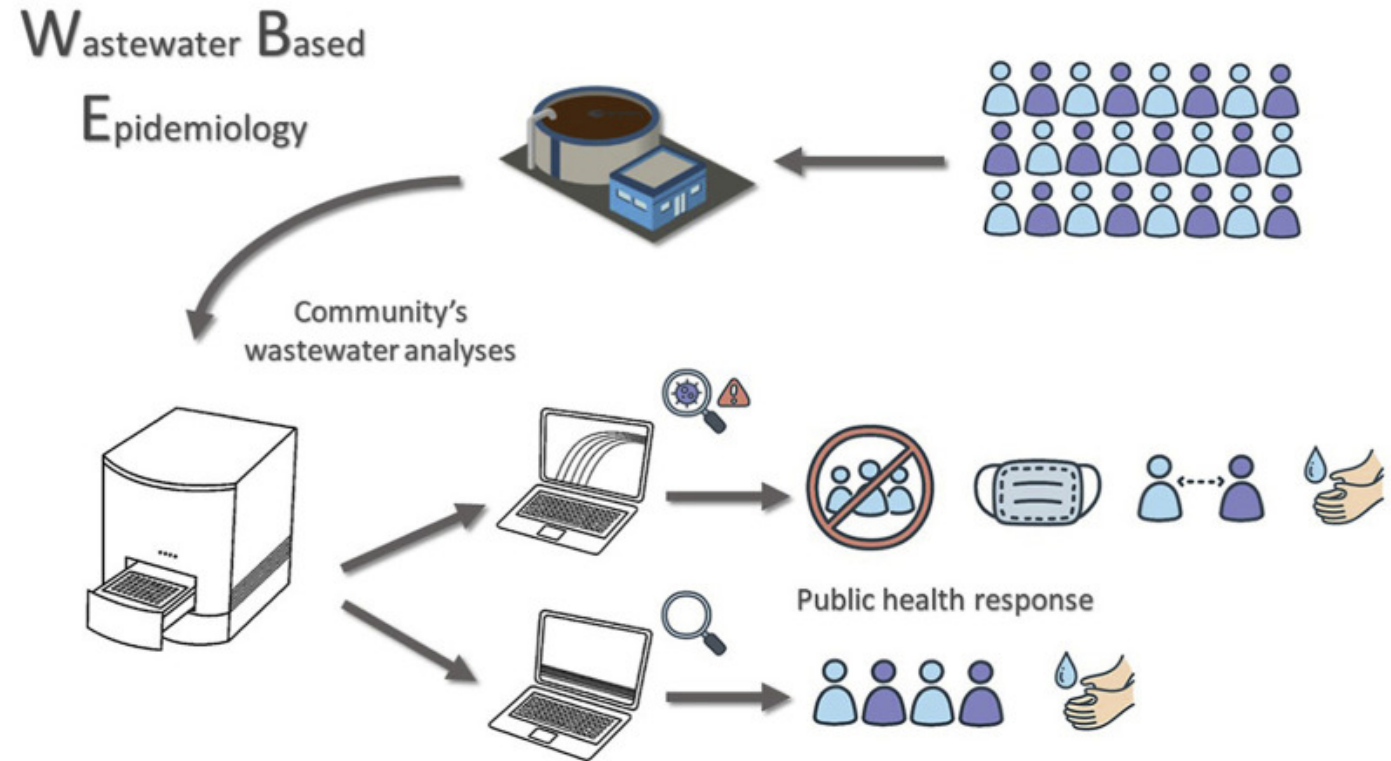 Wastewater Based
Epidemiology
Community's
wastewater analyses
Public health response